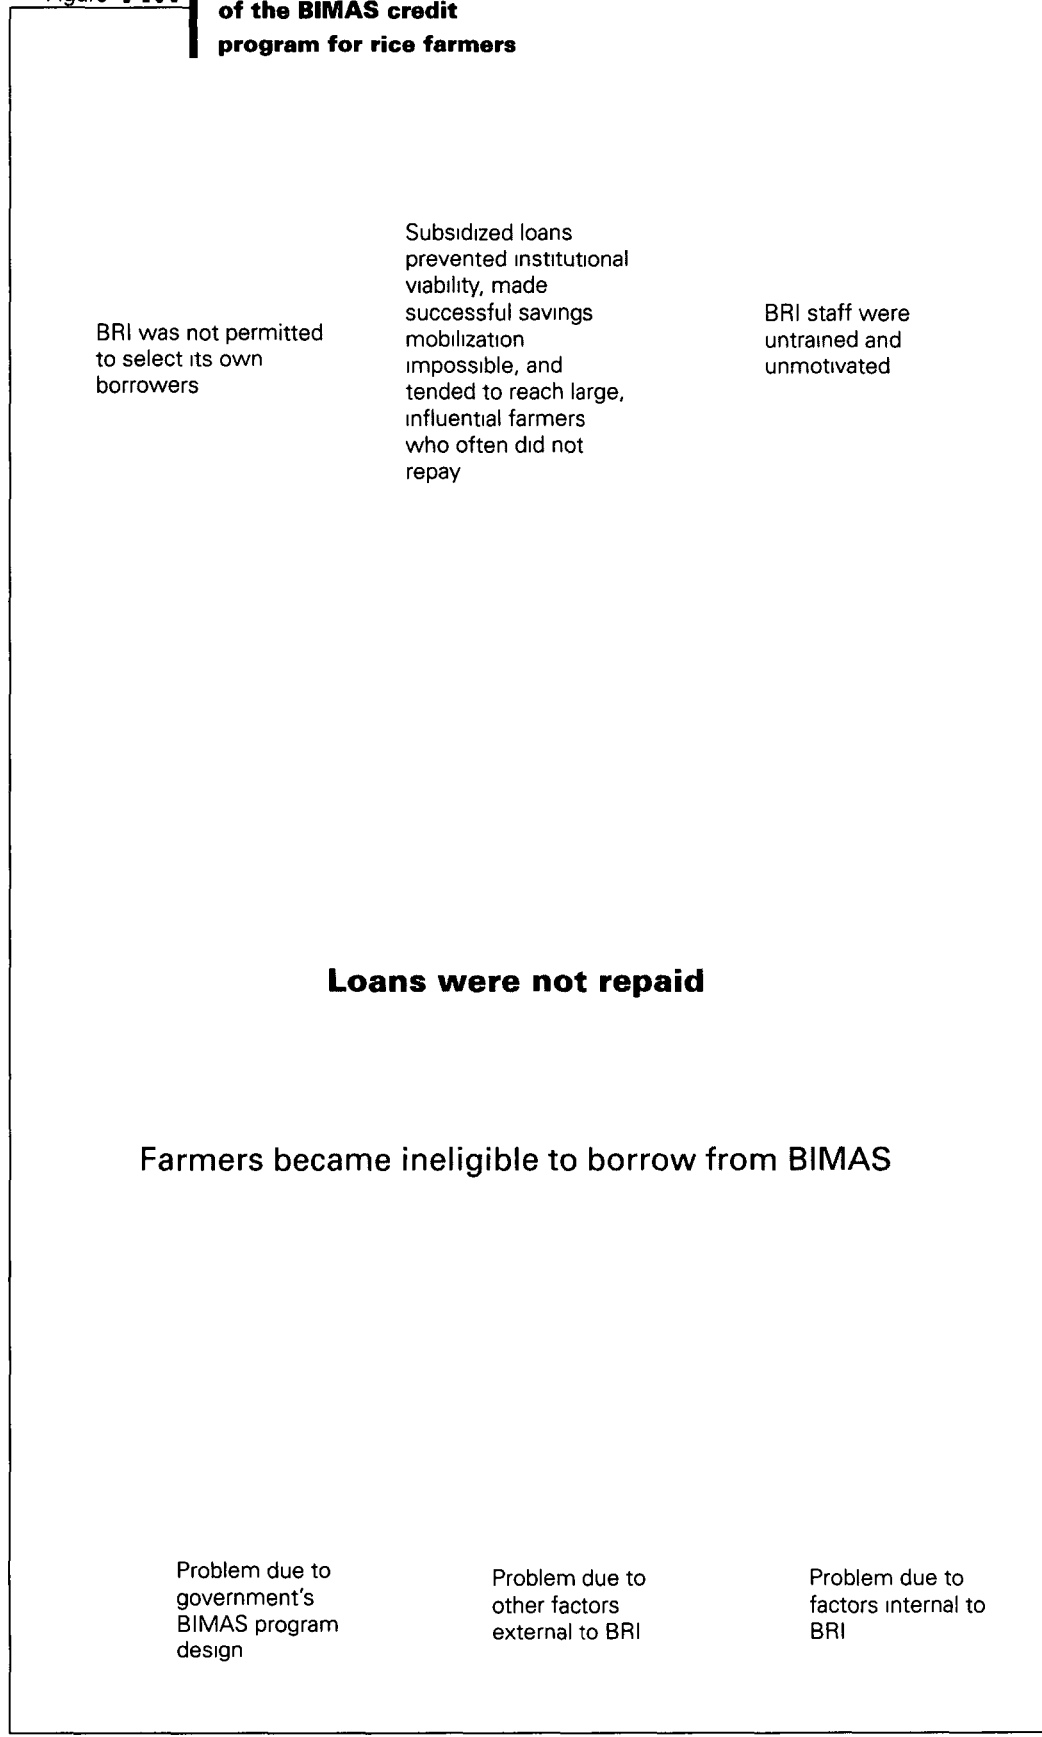 Figure
of the BIMAS credit
program for rice farmers
BRI was not permitted
to select its own
borrowers
Subsidized loans
prevented institutional
viability, made
successful savings
mobilization
impossible, and
tended to reach large,
influential farmers
who often did not
repay
BRI staff were
untrained and
unmotivated
Loans were not repaid
Farmers became ineligible to borrow from BIMAS
Problem due to
government's
BIMAS program
design
Problem due to
other factors
external to BRI
Problem due to
factors internal to
BRI